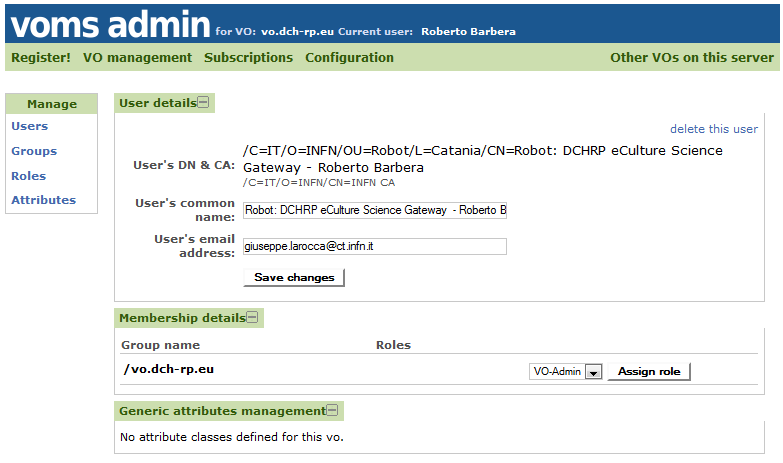 voms admin for VO: vo.dch-rp.eu Current user: Roberto Barbera
Register! VO management Subscriptions Configuration Other VOs on this server
Manage
Users
Groups
Roles
Attributes
User details
delete this user
User's DN & CA:
/C=IT/O=INFN/OU=Robot/L=Catania/CN=Robot: DCHRP eCulture Science
Gateway - Roberto Barbera
/C=IT/O=INFN/CN=INFN CA
User's common
name:
Robot: DCHRP eCulture Science Gateway - Roberto B
User's email
address:
giuseppe.larocca@ct.infn.it
Save changes
Membership details
Group name Roles
/vo.dch-rp.eu VO-Admin Assign role
Generic attributes management
No attribute classes defined for this vo.